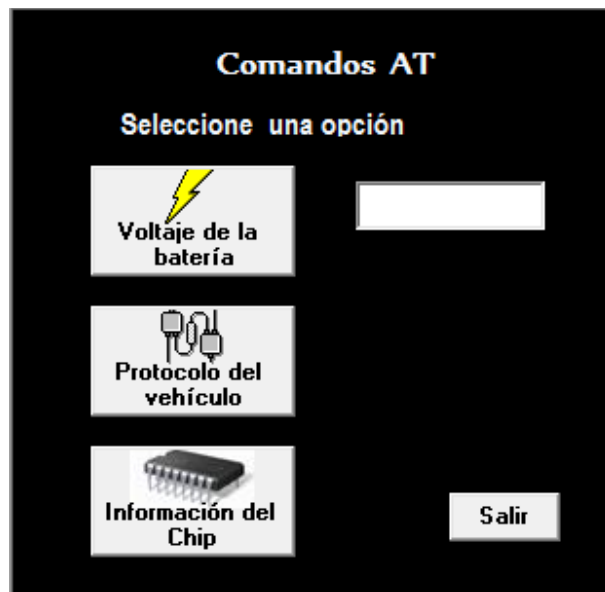 Comandos AT
Seleccione una opción
Voltaje de la
batería
Protocolo del
vehículo
Información del
Chip
Salir